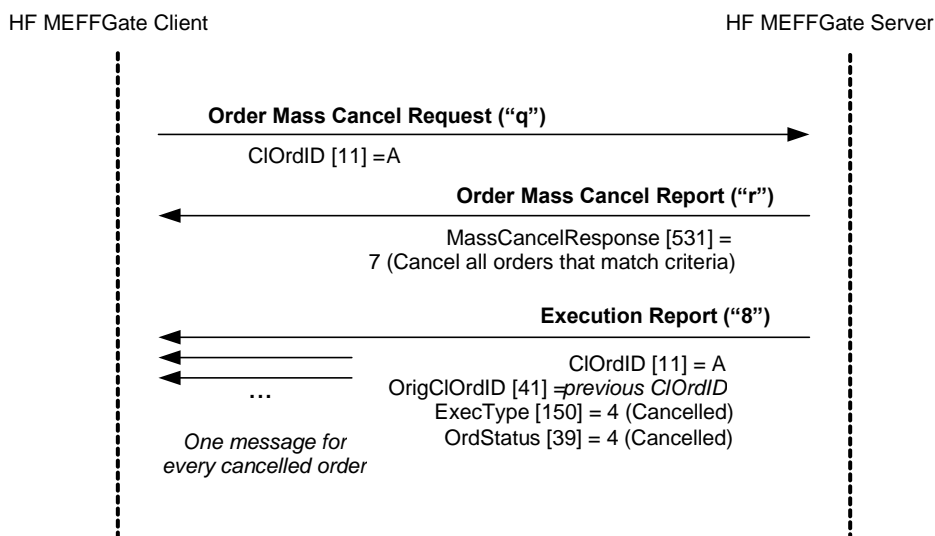 HF MEFFGate Client
HF MEFFGate Server
Order Mass Cancel Request (“q”)
ClOrdID [11] =A
Order Mass Cancel Report (“r”)
MassCancelResponse [531] =
7 (Cancel all orders that match criteria)
Execution Report (“8”)
ClOrdID [11] = A
OrigClOrdID [41] =previous ClOrdID
ExecType [150] = 4 (Cancelled)
OrdStatus [39] = 4 (Cancelled)
...
One message for
every cancelled order